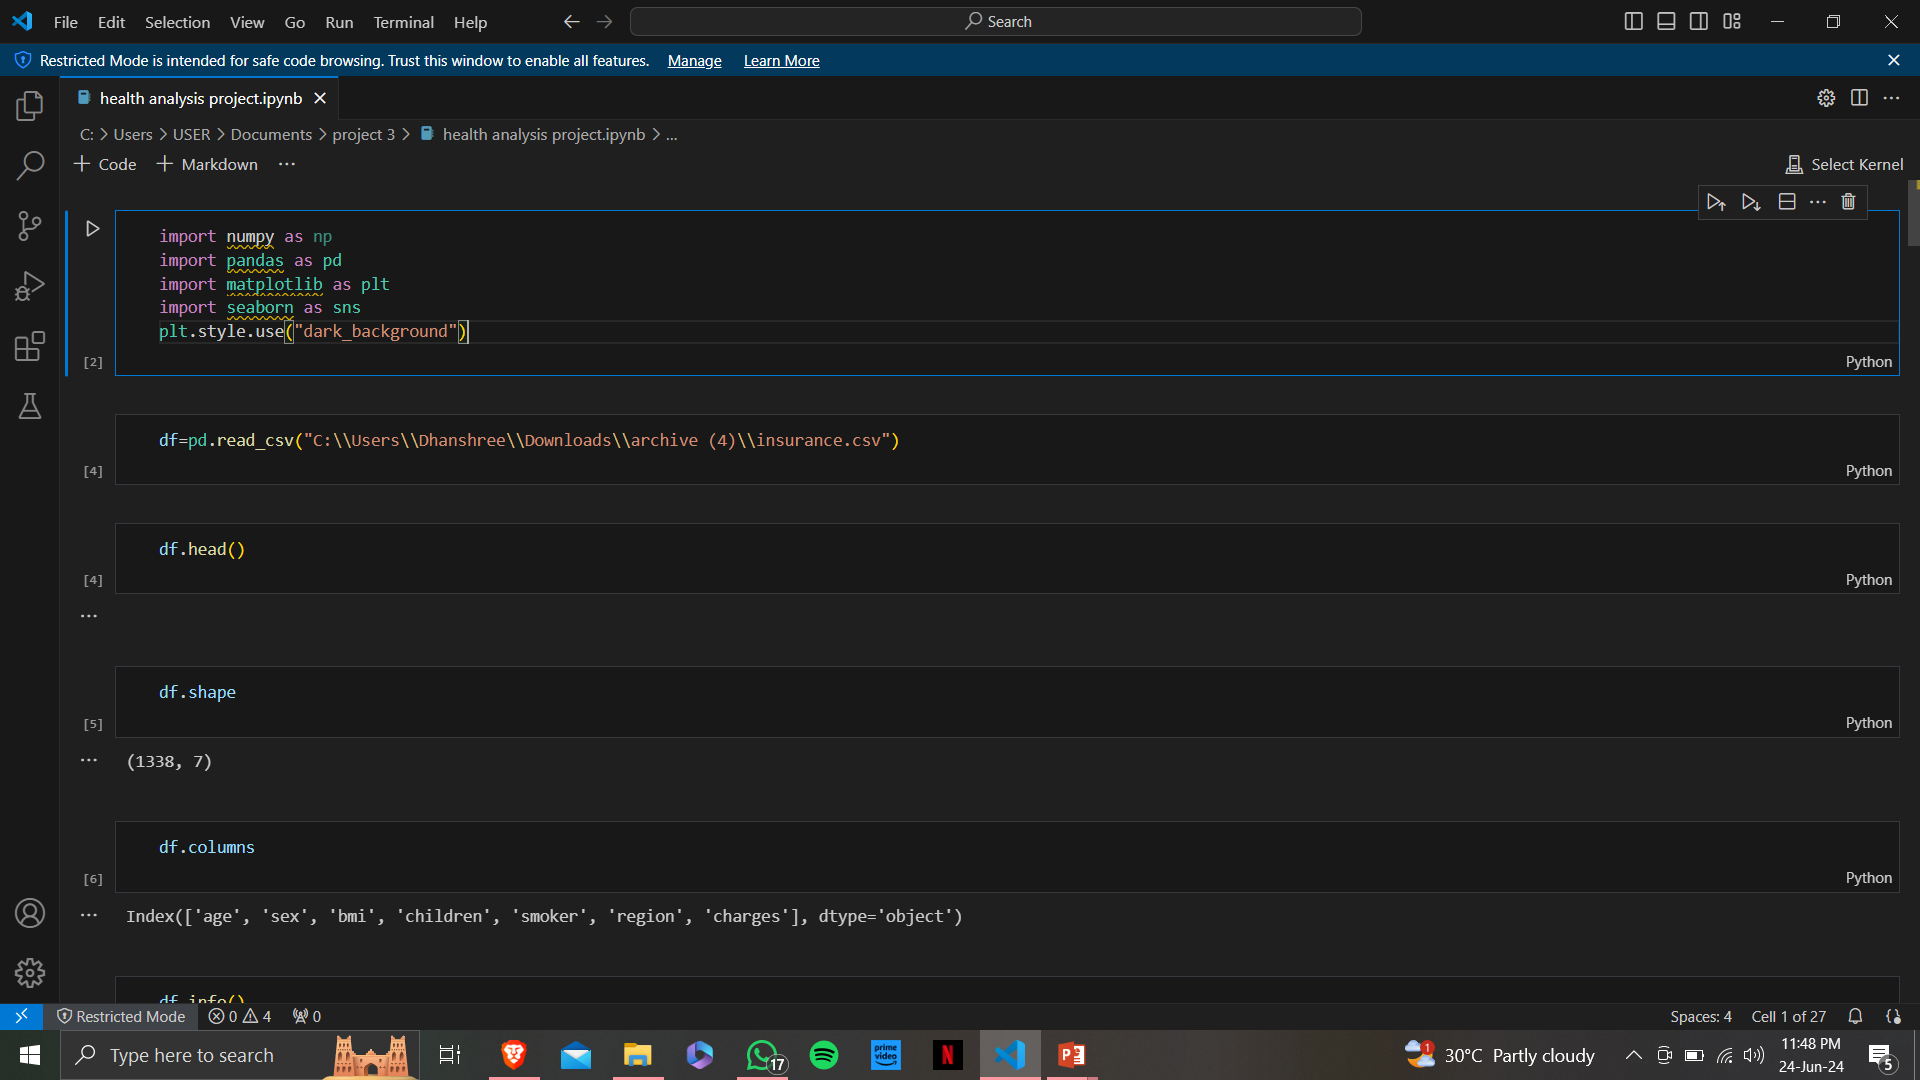 File Edit Selection View Go Run Terminal Help Search
Restricted Mode is intended for safe code browsing. Trust this window to enable all features. Manage Learn More
health analysis project.ipynb
C: > Users > USER > Documents > project 3 > health analysis project.ipynb > ...
+ Code + Markdown ... Select Kernel
import numpy as np
import pandas as pd
import matplotlib as plt
import seaborn as sns
plt.style.use("dark_background")
[2] Python
df=pd.read_csv("C:\\Users\\Dhanshree\\Downloads\\archive (4)\\insurance.csv")
[4] Python
df.head()
[4] Python
...
df.shape
[5] Python
... (1338, 7)
df.columns
[6] Python
... Index(['age', 'sex', 'bmi', 'children', 'smoker', 'region', 'charges'], dtype='object')
df.info()
Restricted Mode 0 4 0 Spaces: 4 Cell 1 of 27
Type here to search 17 prime video N P 1 30°C Partly cloudy 11:48 PM
24-Jun-24 5